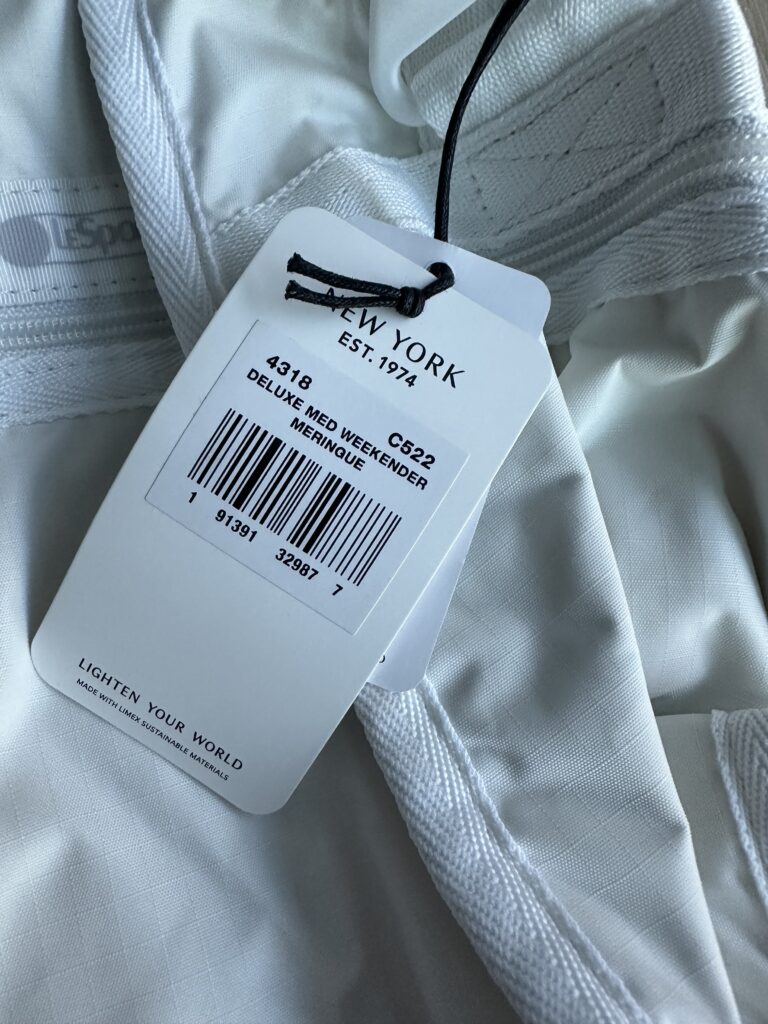 LESPO
NEW YORK
EST. 1974
4318 C522
DELUXE MED WEEKENDER
MERINGUE
1 91391 32987 7
LIGHTEN YOUR WORLD
MADE WITH LIMEX SUSTAINABLE MATERIALS